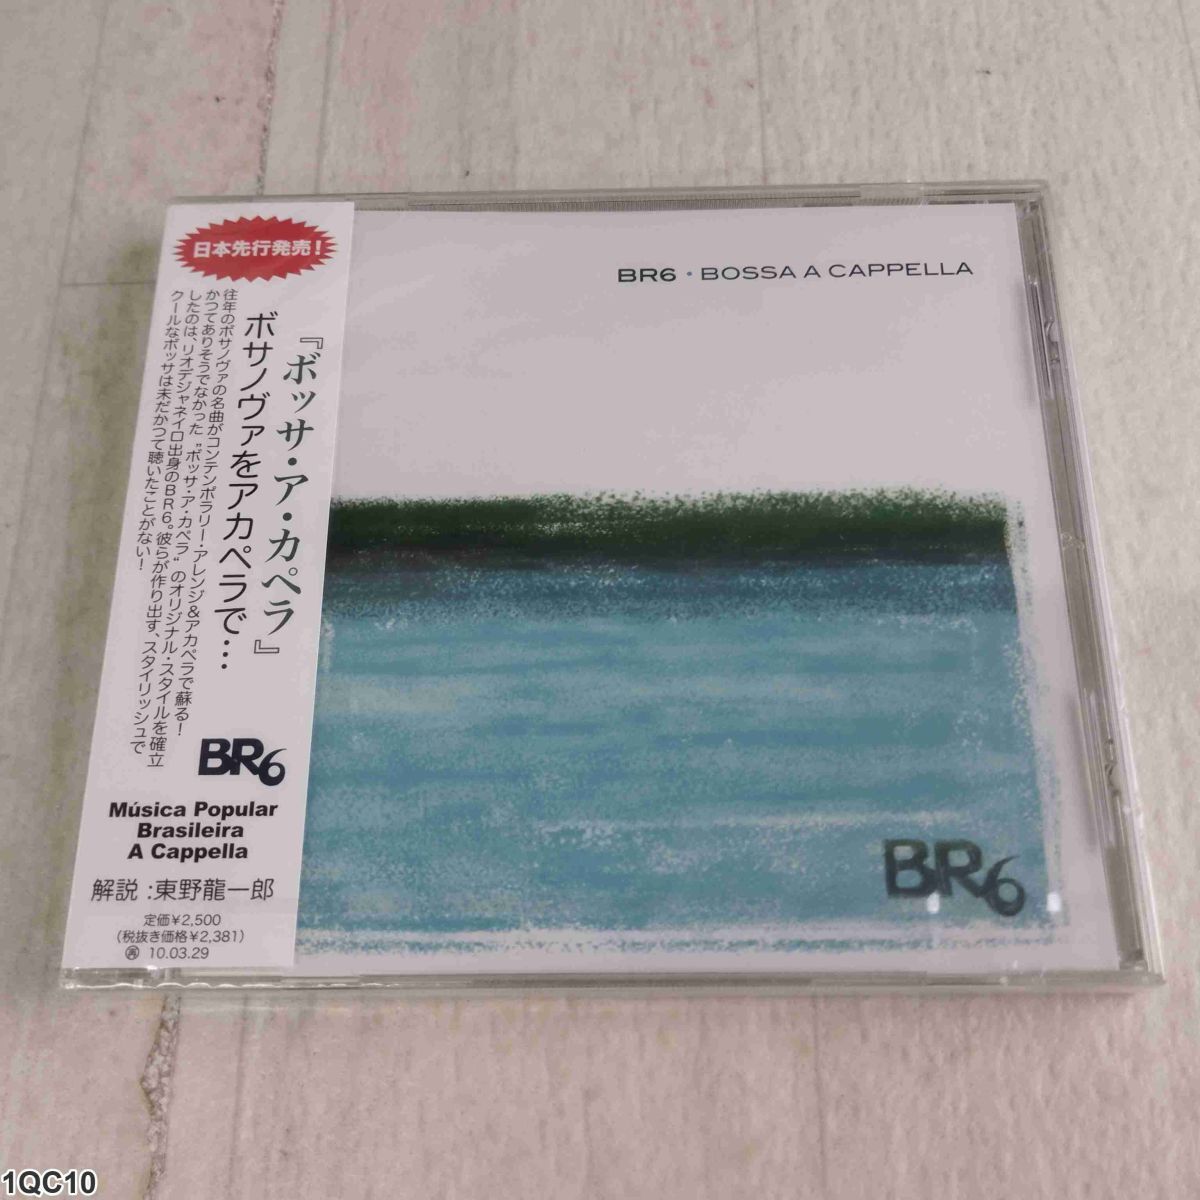 日本先行発売!
『ボッサ・ア・カペラ』
ボサノヴァをアカペラで…
往年のボサノヴァの名曲がコンテンポラリー・アレンジ&アカペラで蘇る!
かつてありそうでなかった"ボッサ・ア・カペラ"のオリジナル・スタイルを確立
したのは、リオデジャネイロ出身のBR6。彼らが作り出す、スタイリッシュで
クールなボッサは未だかつて聴いたことがない!
BR6
Música Popular
Brasileira
A Cappella
解説:東野龍一郎
定価¥2,500
(税抜き価格¥2,381)
再 10.03.29
BR6・BOSSA A CAPPELLA
BR6
1QC10